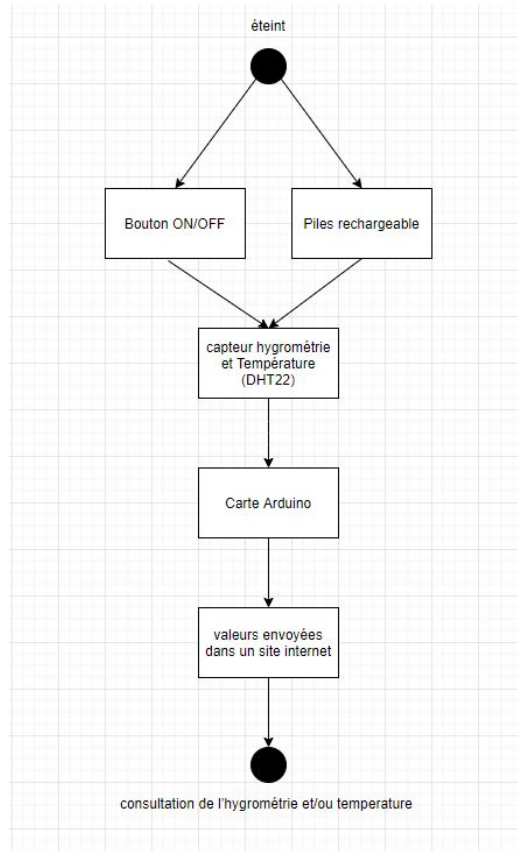 éteint
Bouton ON/OFF
Piles rechargeable
capteur hygrométrie
et Température
(DHT22)
Carte Arduino
valeurs envoyées
dans un site internet
consultation de l'hygrométrie et/ou temperature